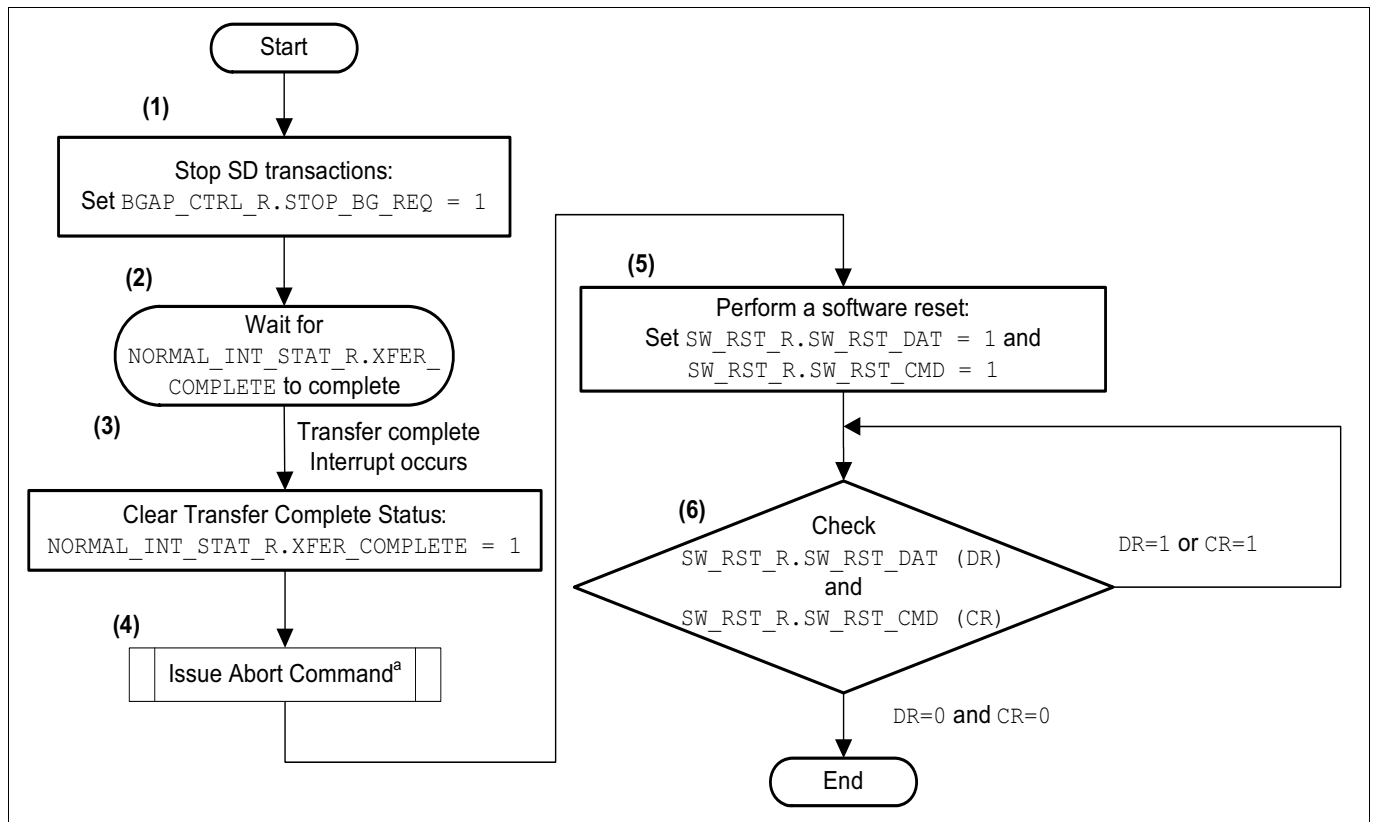 Start
(1)
Stop SD transactions:
Set BGAP_CTRL_R.STOP_BG_REQ = 1
(2)
Wait for
NORMAL_INT_STAT_R.XFER_
COMPLETE to complete
(3)
Transfer complete
Interrupt occurs
Clear Transfer Complete Status:
NORMAL_INT_STAT_R.XFER_COMPLETE = 1
(4)
Issue Abort Commandᵃ
(5)
Perform a software reset:
Set SW_RST_R.SW_RST_DAT = 1 and
SW_RST_R.SW_RST_CMD = 1
(6)
Check
SW_RST_R.SW_RST_DAT (DR)
and
SW_RST_R.SW_RST_CMD (CR)
DR=1 or CR=1
DR=0 and CR=0
End